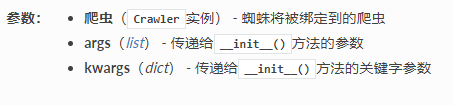 参数： • 爬虫（Crawler实例） - 蜘蛛将被绑定到的爬虫
• args（list） - 传递给__init__()方法的参数
• kwargs（dict） - 传递给__init__()方法的关键字参数